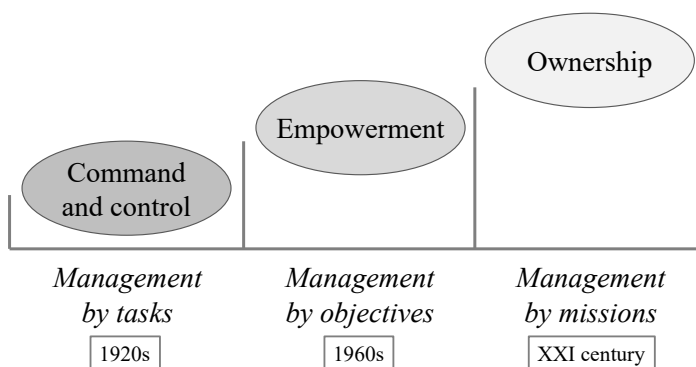 Ownership
Empowerment
Command
and control
Management
by tasks
Management
by objectives
Management
by missions
1920s
1960s
XXI century